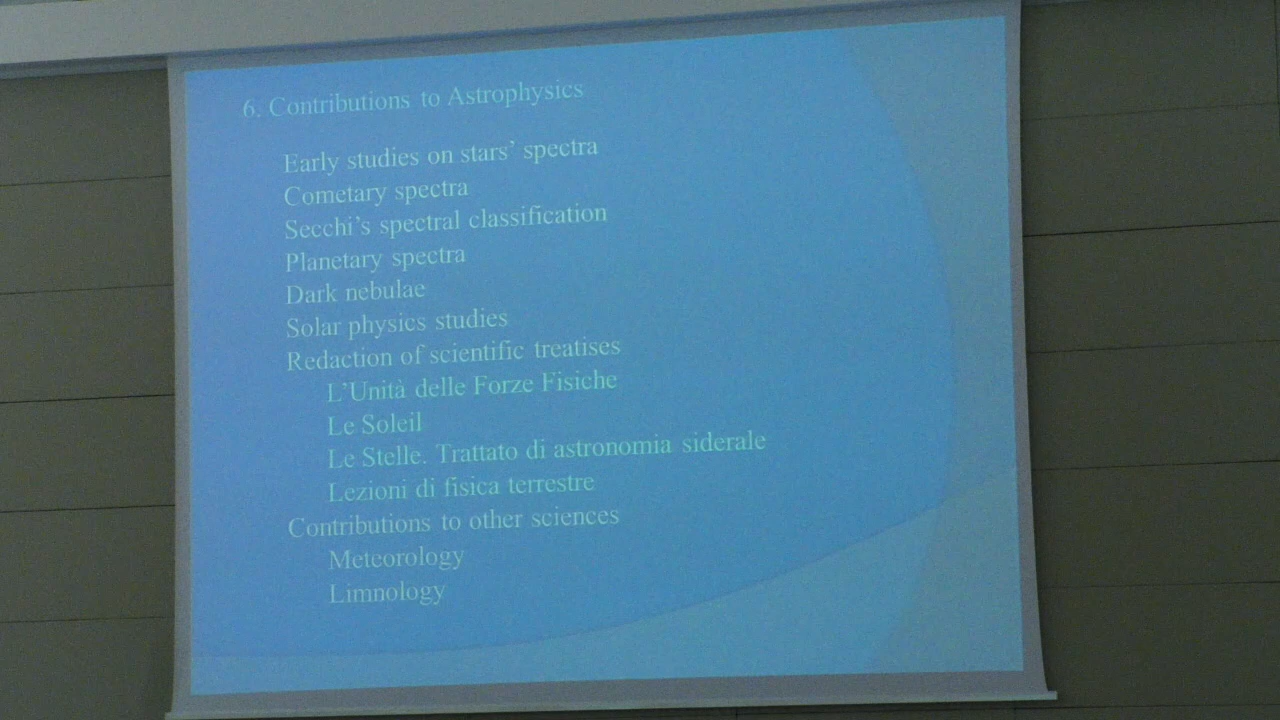 6. Contributions to Astrophysics
Early studies on stars’ spectra
Cometary spectra
Secchi’s spectral classification
Planetary spectra
Dark nebulae
Solar physics studies
Redaction of scientific treatises
L’Unità delle Forze Fisiche
Le Soleil
Le Stelle. Trattato di astronomia siderale
Lezioni di fisica terrestre
Contributions to other sciences
Meteorology
Limnology